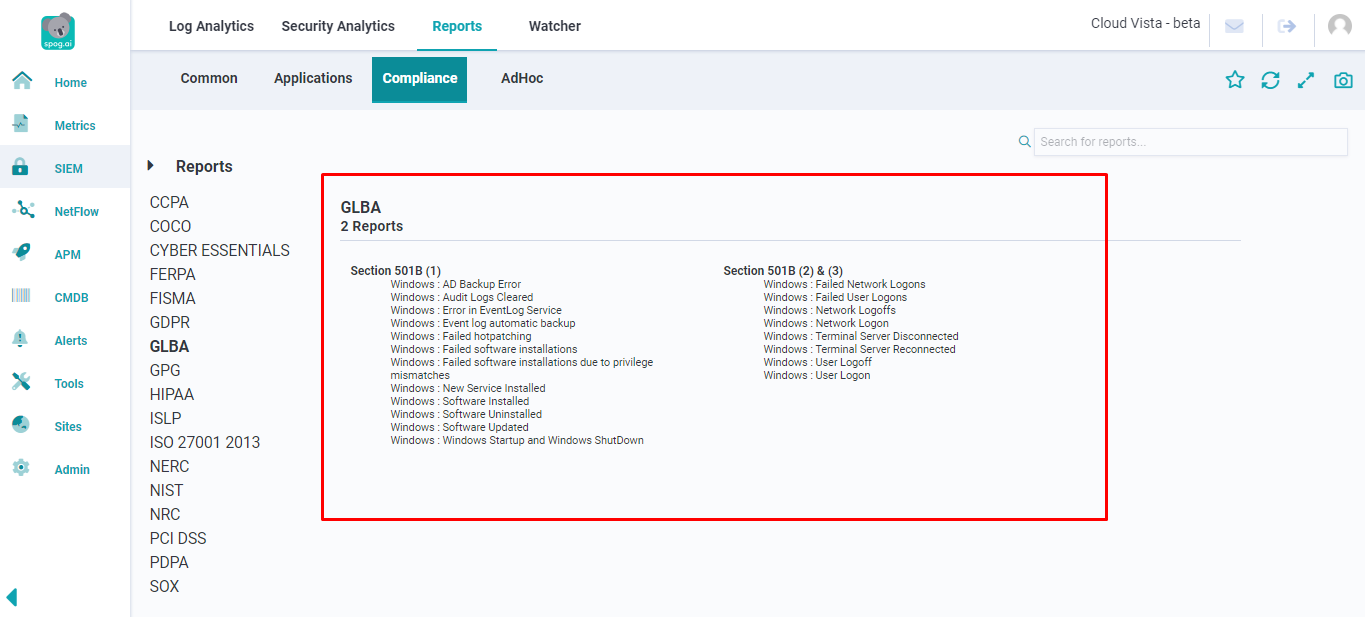 spog.ai
Log Analytics
Security Analytics
Reports
Watcher
Cloud Vista - beta
Common
Applications
Compliance
AdHoc
Home
Metrics
SIEM
NetFlow
APM
CMDB
Alerts
Tools
Sites
Admin
Search for reports...
Reports
CCPA
COCO
CYBER ESSENTIALS
FERPA
FISMA
GDPR
GLBA
GPG
HIPAA
ISLP
ISO 27001 2013
NERC
NIST
NRC
PCI DSS
PDPA
SOX
GLBA
2 Reports
Section 501B (1)
Windows : AD Backup Error
Windows : Audit Logs Cleared
Windows : Error in EventLog Service
Windows : Event log automatic backup
Windows : Failed hotpatching
Windows : Failed software installations
Windows : Failed software installations due to privilege
mismatches
Windows : New Service Installed
Windows : Software Installed
Windows : Software Uninstalled
Windows : Software Updated
Windows : Windows Startup and Windows ShutDown
Section 501B (2) & (3)
Windows : Failed Network Logons
Windows : Failed User Logons
Windows : Network Logoffs
Windows : Network Logon
Windows : Terminal Server Disconnected
Windows : Terminal Server Reconnected
Windows : User Logoff
Windows : User Logon